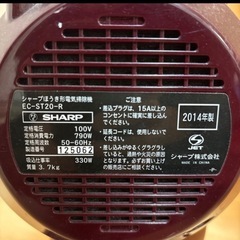 シャープほうき形電気掃除機
EC-ST20-R
SHARP
定格電圧 100V
定格消費電力 790W
定格周波数 50-60Hz
製造番号 125062
吸込仕事率 330W
質量 3.7kg
ご注意
・差込プラグは、15A以上の
コンセントに確実に差し込んで
ください。
・延長コードは、使用しないで
ください。
2014年製
S
JET
シャープ株式会社
MADE IN CHINA